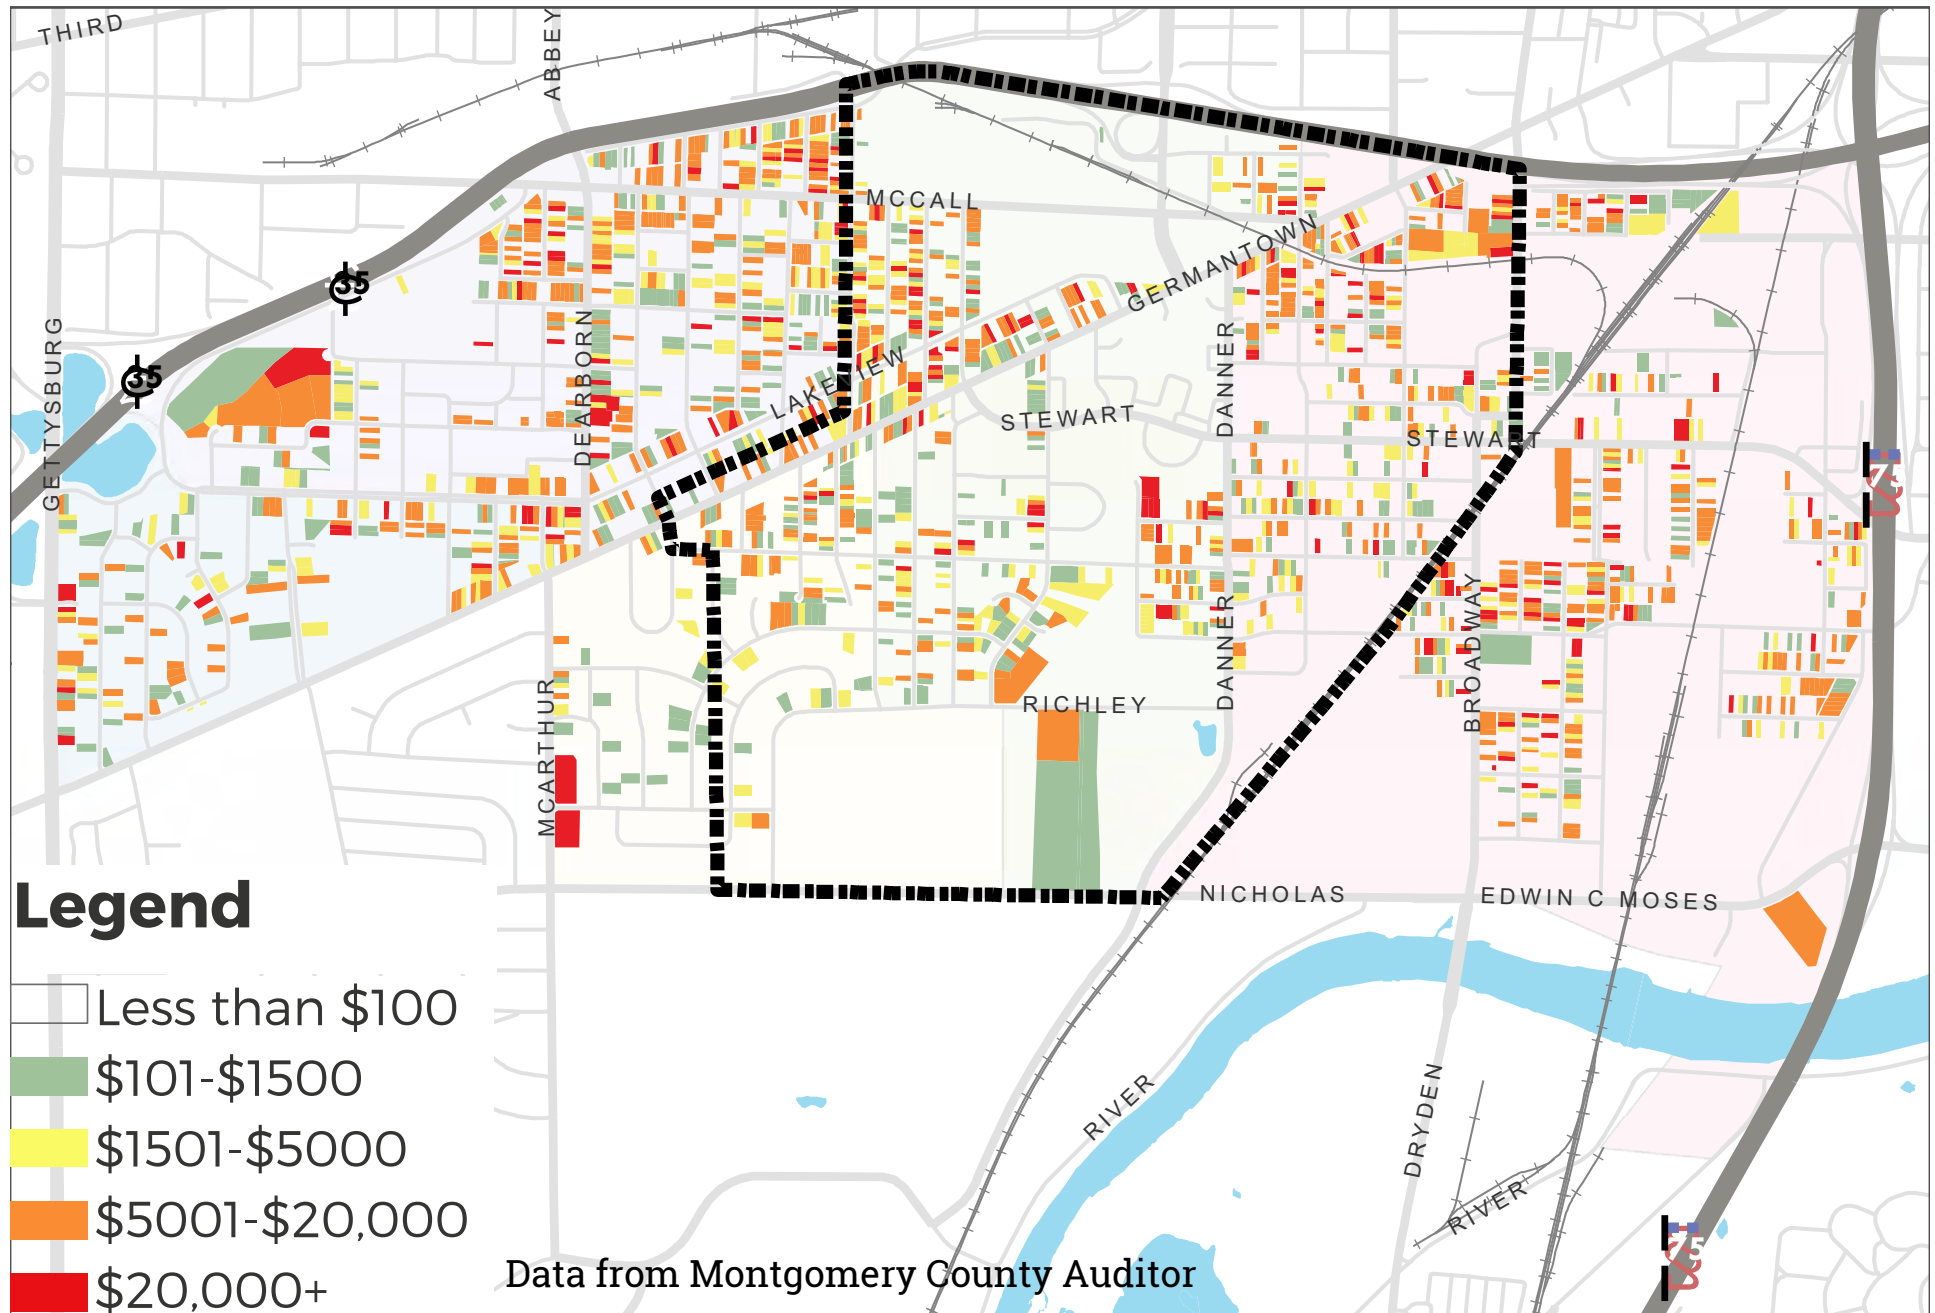 THIRD
ABBEY
MCCALL
GERMANTOWN
35
35
GETTYSBURG
DEARBORN
LAKEVIEW
DANNER
STEWART
STEWART
75
BROADWAY
DANNER
MCARTHUR
RICHLEY
NICHOLAS
EDWIN C MOSES
Legend
Less than $100
$101-$1500
$1501-$5000
$5001-$20,000
$20,000+
RIVER
DRYDEN
RIVER
75
Data from Montgomery County Auditor